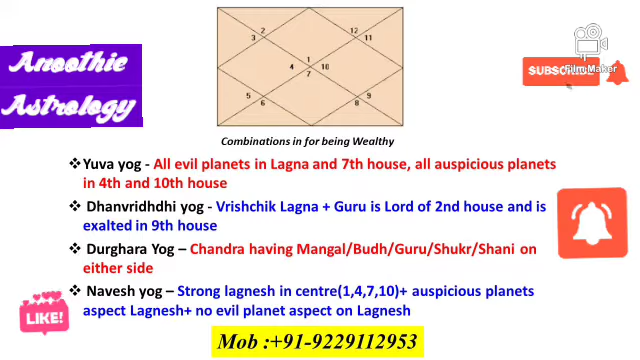 Anoothie
Astrology
2
12
3
11
1
4
10
7
5
9
6
8
Film Maker
SUBSCRIBE
Combinations in for being Wealthy
❖ Yuva yog - All evil planets in Lagna and 7th house, all auspicious planets
in 4th and 10th house
❖ Dhanvridhdhi yog - Vrishchik Lagna + Guru is Lord of 2nd house and is
exalted in 9th house
❖ Durghara Yog – Chandra having Mangal/Budh/Guru/Shukr/Shani on
either side
❖ Navesh yog – Strong lagnesh in centre(1,4,7,10)+ auspicious planets
aspect Lagnesh+ no evil planet aspect on Lagnesh
LIKE!
Mob :+91-9229112953